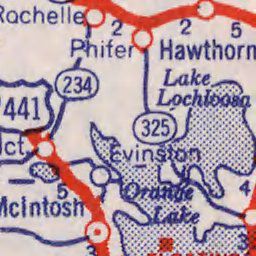 Rochelle
2
2
5
Phifer
Hawthorn
234
Lake
Lochloosa
441
325
Jct.
Evinston
5
Orange
Lake
4
McIntosh
3
3